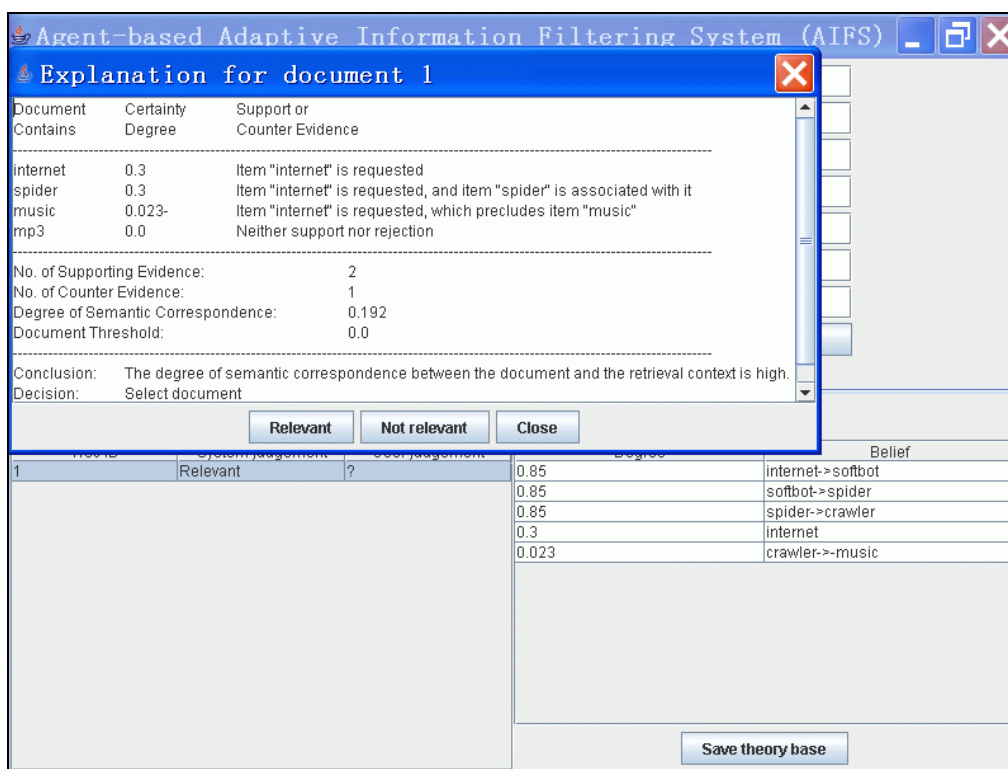 Agent-based Adaptive Information Filtering System (AIFS)
Explanation for document 1
Document Certainty Support or
Contains Degree Counter Evidence
internet 0.3 Item "internet" is requested
spider 0.3 Item "internet" is requested, and item "spider" is associated with it
music 0.023- Item "internet" is requested, which precludes item "music"
mp3 0.0 Neither support nor rejection
No. of Supporting Evidence: 2
No. of Counter Evidence: 1
Degree of Semantic Correspondence: 0.192
Document Threshold: 0.0
Conclusion: The degree of semantic correspondence between the document and the retrieval context is high.
Decision: Select document
Relevant Not relevant Close
System judgement User judgement Degree Belief
1 Relevant ? 0.85 internet->softbot
0.85 softbot->spider
0.85 spider->crawler
0.3 internet
0.023 crawler->-music
Save theory base